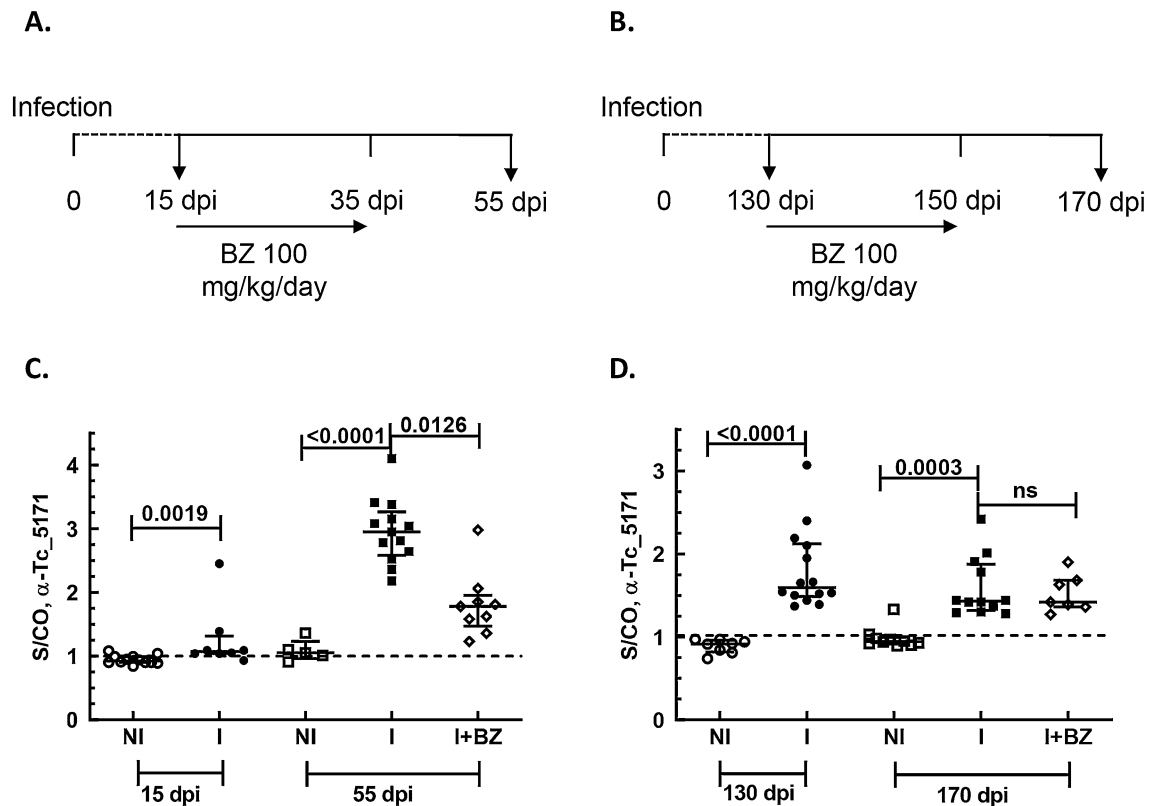 A.
Infection
0
15 dpi
35 dpi
55 dpi
BZ 100
mg/kg/day
B.
Infection
0
130 dpi
150 dpi
170 dpi
BZ 100
mg/kg/day
C.
S/CO, α-Tc_5171
4
3
2
1
0
0.0019
<0.0001
0.0126
NI
I
NI
I
I+BZ
15 dpi
55 dpi
D.
S/CO, α-Tc_5171
3
2
1
0
<0.0001
0.0003
ns
NI
I
NI
I
I+BZ
130 dpi
170 dpi